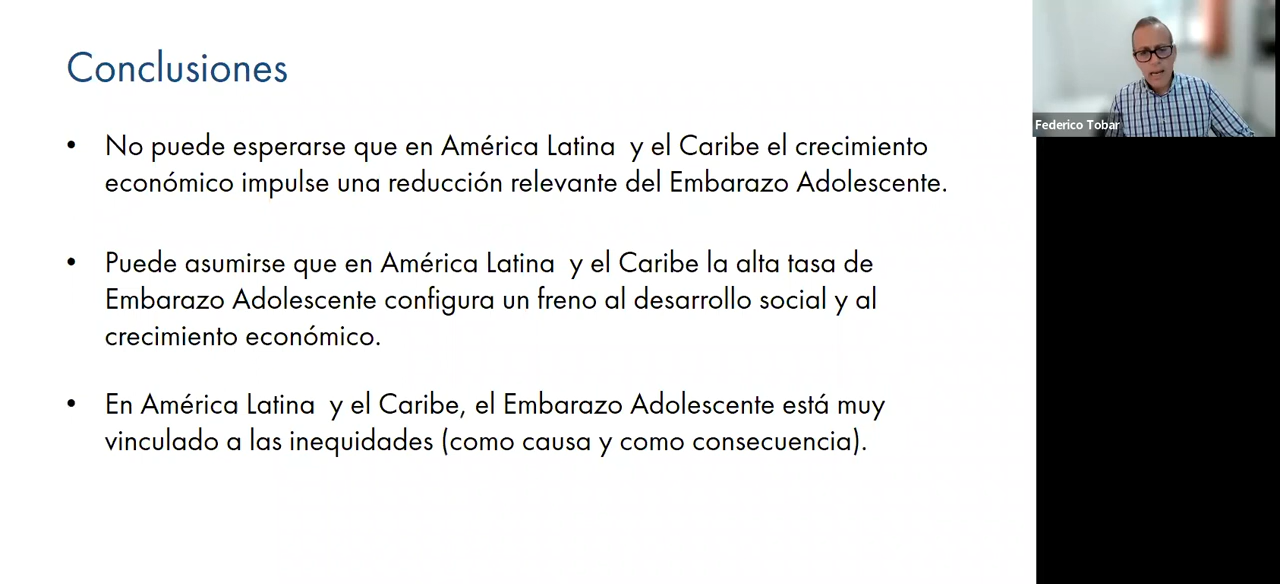 Conclusiones
• No puede esperarse que en América Latina y el Caribe el crecimiento
económico impulse una reducción relevante del Embarazo Adolescente.
• Puede asumirse que en América Latina y el Caribe la alta tasa de
Embarazo Adolescente configura un freno al desarrollo social y al
crecimiento económico.
• En América Latina y el Caribe, el Embarazo Adolescente está muy
vinculado a las inequidades (como causa y como consecuencia).
Federico Tobar